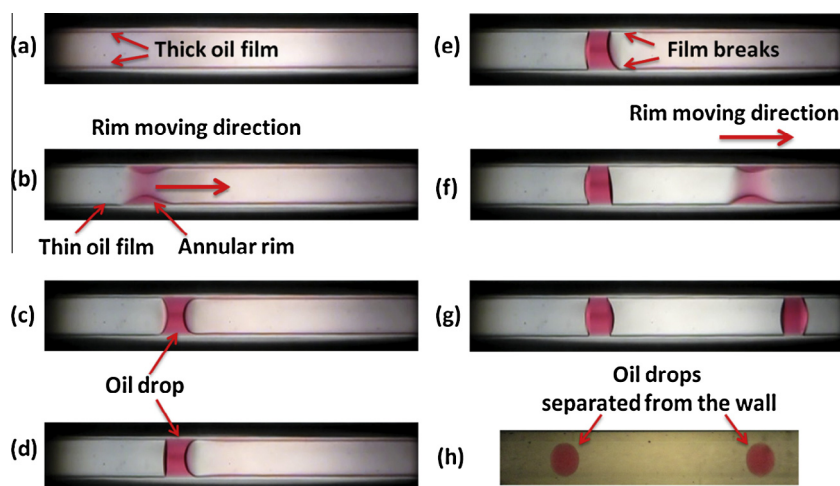 (a)
Thick oil film
Rim moving direction
(b)
Thin oil film
Annular rim
(c)
Oil drop
(d)
(e)
Film breaks
Rim moving direction
(f)
(g)
Oil drops
separated from the wall
(h)